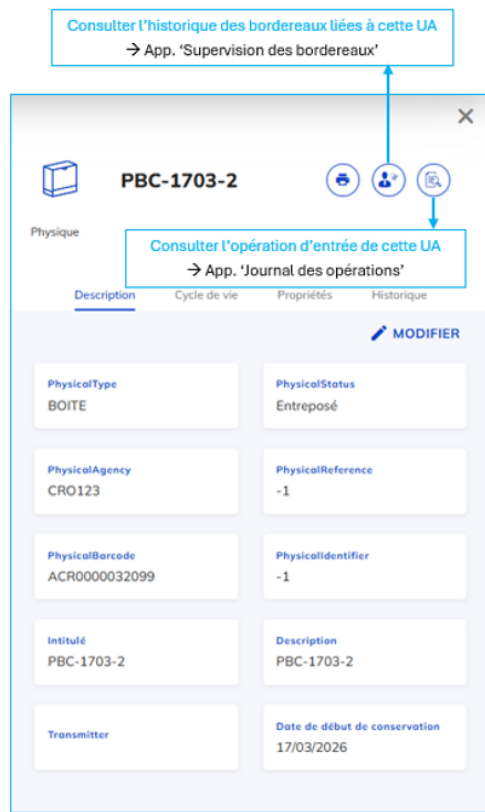 Consulter l'historique des bordereaux liées à cette UA
→ App. 'Supervision des bordereaux'
PBC-1703-2
Physique
Consulter l'opération d'entrée de cette UA
→ App. 'Journal des opérations'
Description Cycle de vie Propriétés Historique
MODIFIER
PhysicalType PhysicalStatus
BOITE Entreposé
PhysicalAgency PhysicalReference
CRO123 -1
PhysicalBarcode PhysicalIdentifier
ACR0000032099 -1
Intitulé Description
PBC-1703-2 PBC-1703-2
Transmitter Date de début de conservation
17/03/2026